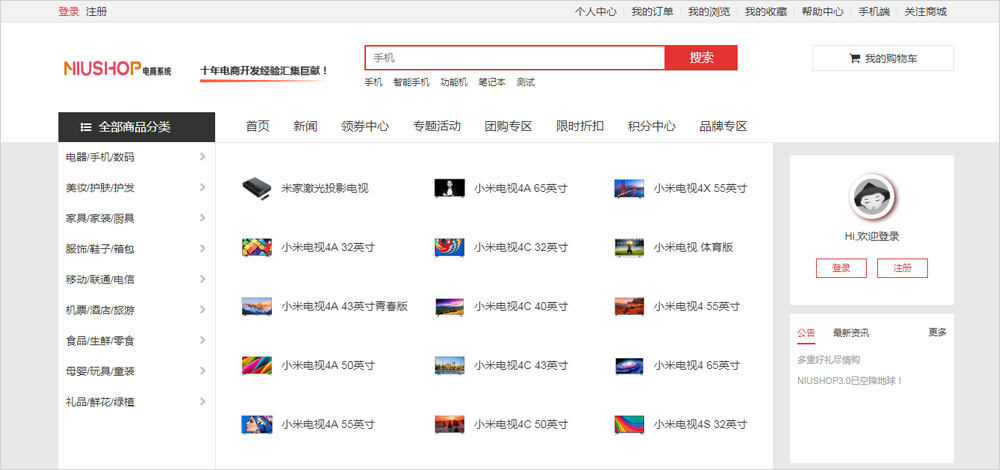 登录 注册 个人中心 我的订单 我的浏览 我的收藏 帮助中心 手机端 关注商城
NIUSHOP电商系统 十年电商开发经验汇集巨献！ 手机 搜索 我的购物车
手机 智能手机 功能机 笔记本 测试
全部商品分类 首页 新闻 领券中心 专题活动 团购专区 限时折扣 积分中心 品牌专区
电器/手机/数码
美妆/护肤/护发
家具/家装/厨具
服饰/鞋子/箱包
移动/联通/电信
机票/酒店/旅游
食品/生鲜/零食
母婴/玩具/童装
礼品/鲜花/绿植
米家激光投影电视 小米电视4A 65英寸 小米电视4X 55英寸
小米电视4A 32英寸 小米电视4C 32英寸 小米电视 体育版
小米电视4A 43英寸青春版 小米电视4C 40英寸 小米电视4 55英寸
小米电视4A 50英寸 小米电视4C 43英寸 小米电视4 65英寸
小米电视4A 55英寸 小米电视4C 50英寸 小米电视4S 32英寸
Hi,欢迎登录
登录 注册
公告 最新资讯 更多
多重好礼尽情购
NIUSHOP3.0已空降地球！